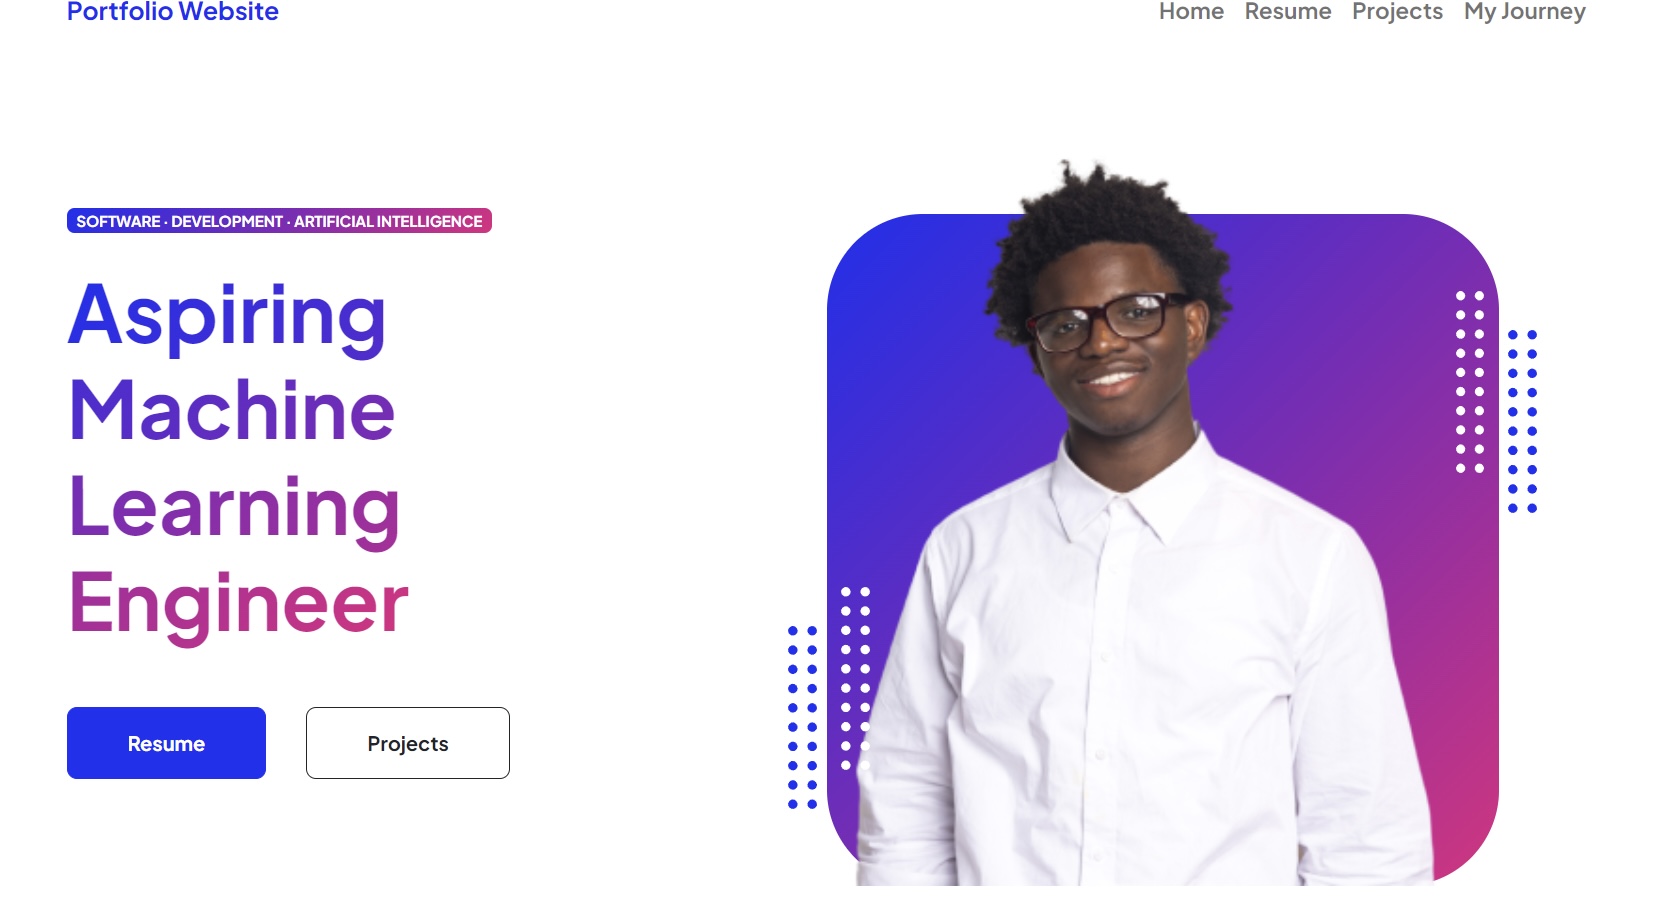 Portfolio Website
Home Resume Projects My Journey
SOFTWARE · DEVELOPMENT · ARTIFICIAL INTELLIGENCE
Aspiring
Machine
Learning
Engineer
Resume
Projects